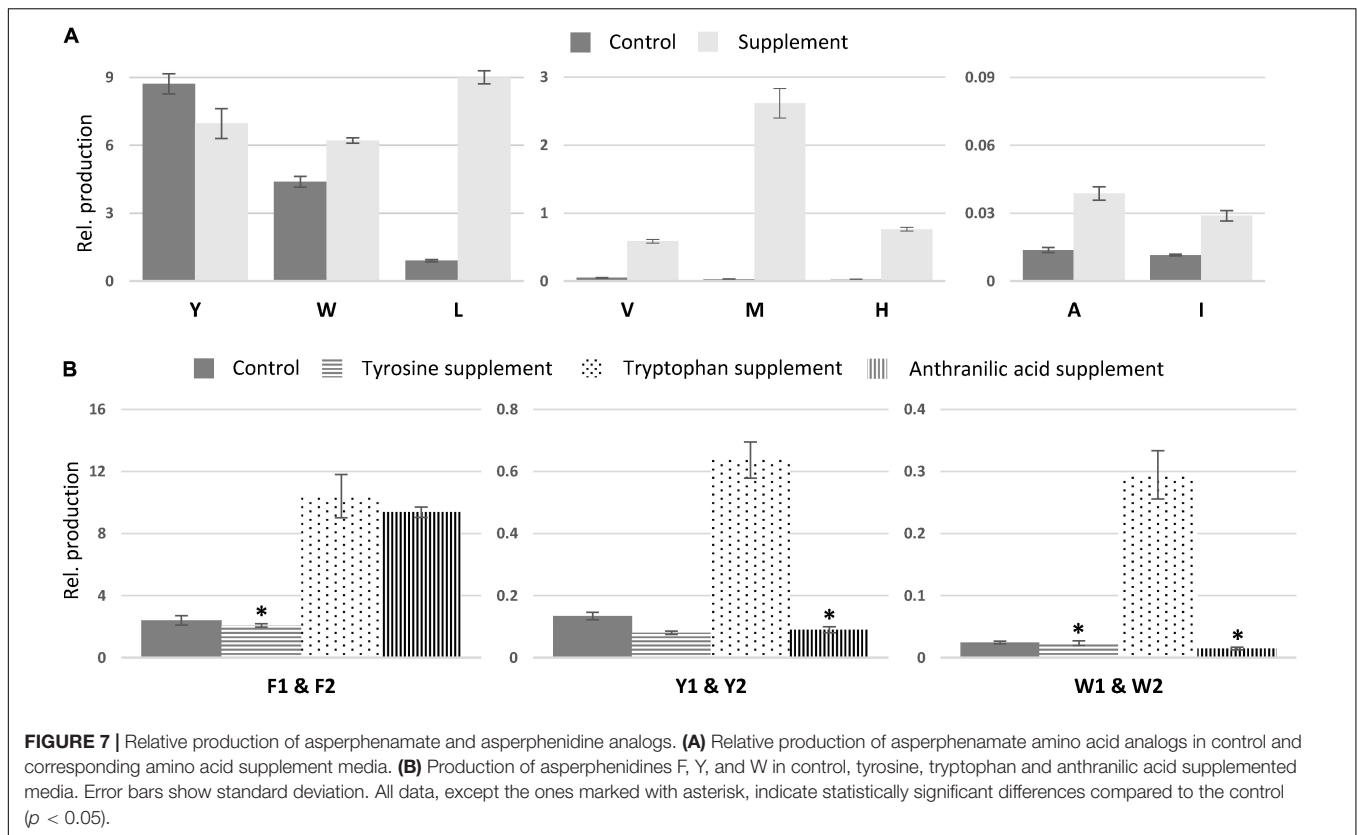 A
Control Supplement
Rel. production
9
6
3
0
Y W L
3
2
1
0
V M H
0.09
0.06
0.03
0
A I
B
Control Tyrosine supplement Tryptophan supplement Anthranilic acid supplement
Rel. production
16
12
8
4
0
*
F1 & F2
0.8
0.6
0.4
0.2
0
*
Y1 & Y2
0.4
0.3
0.2
0.1
0
* *
W1 & W2
FIGURE 7 | Relative production of asperphenamate and asperphenidine analogs. (A) Relative production of asperphenamate amino acid analogs in control and
corresponding amino acid supplement media. (B) Production of asperphenidines F, Y, and W in control, tyrosine, tryptophan and anthranilic acid supplemented
media. Error bars show standard deviation. All data, except the ones marked with asterisk, indicate statistically significant differences compared to the control
(p < 0.05).